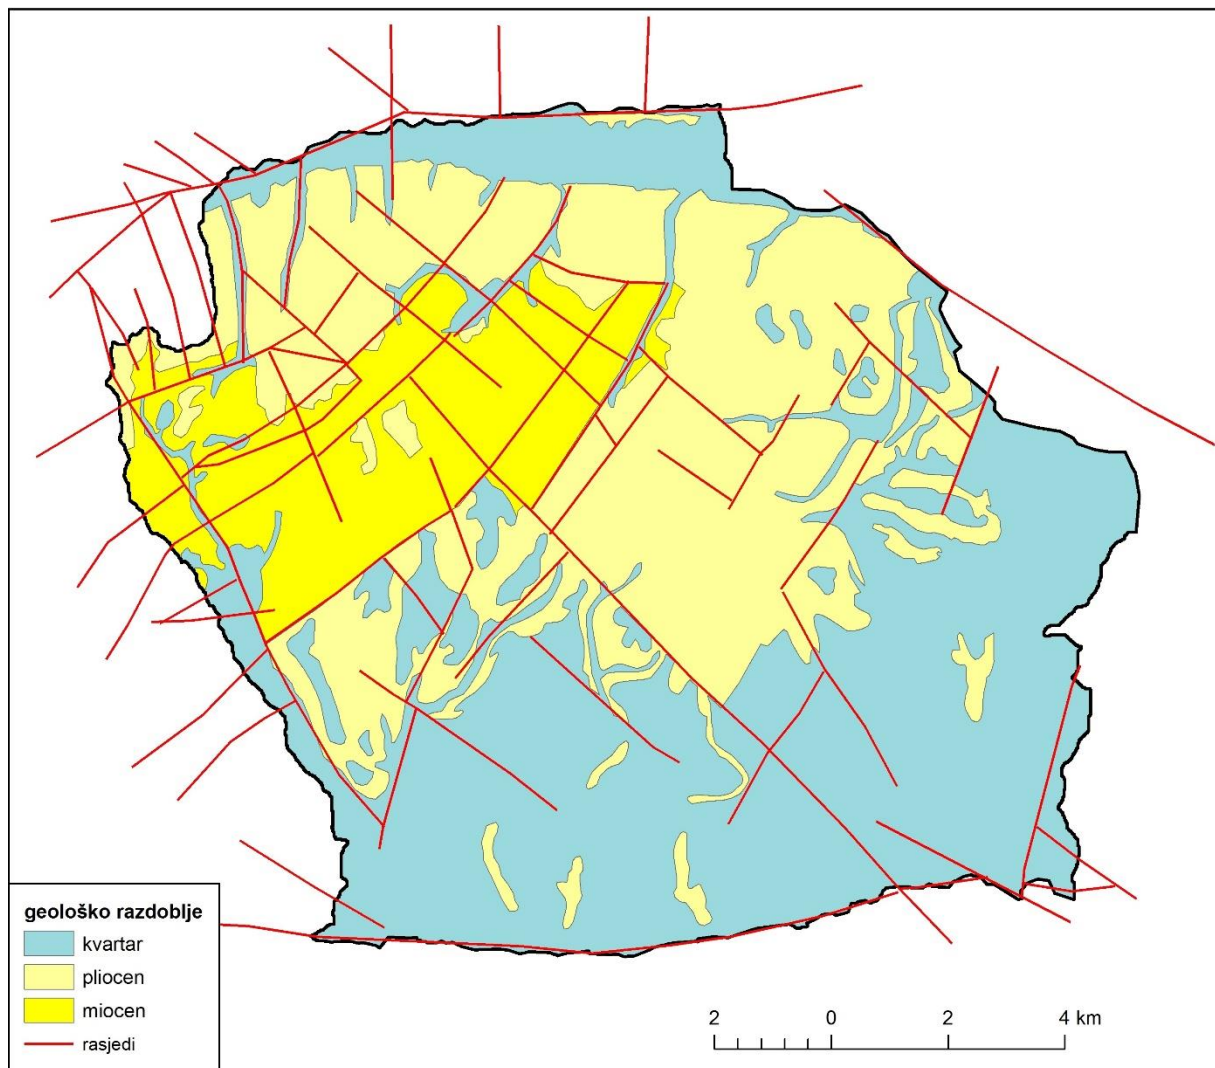 geološko razdoblje
kvartar
pliocen
miocen
rasjedi
2 0 2 4 km